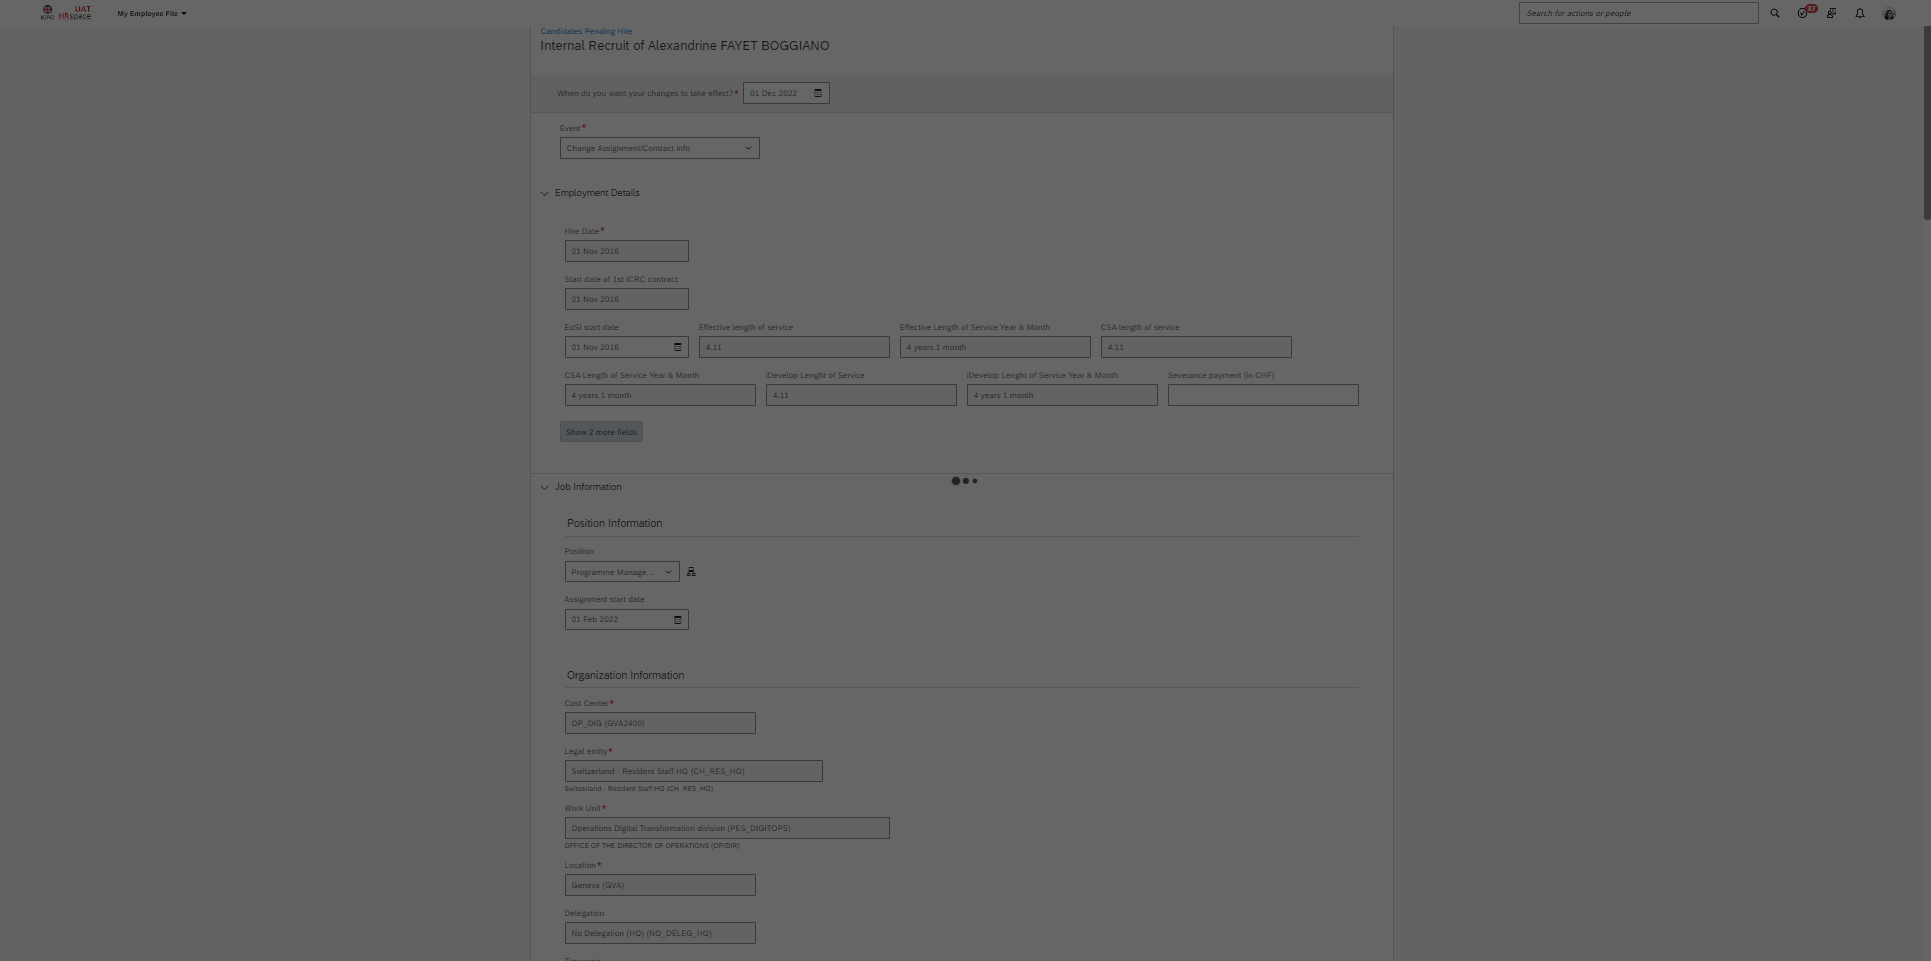 ICRC
UAT
HRspace
My Employee File
Search for actions or people
37
Candidates Pending Hire
Internal Recruit of Alexandrine FAYET BOGGIANO
When do you want your changes to take effect?*
01 Dec 2022
Event*
Change Assignment/Contract info
Employment Details
Hire Date*
01 Nov 2018
Start date of 1st ICRC contract
01 Nov 2018
EoSI start date
Effective length of service
Effective Length of Service Year & Month
CSA length of service
01 Nov 2018
4.11
4 years 1 month
4.11
CSA Length of Service Year & Month
iDevelop Lenght of Service
iDevelop Lenght of Service Year & Month
Severance payment (in CHF)
4 years 1 month
4.11
4 years 1 month
Show 2 more fields
Job Information
Position Information
Position
Programme Manage...
Assignment start date
01 Feb 2022
Organization Information
Cost Center*
OP_DIG (GVA2400)
Legal entity*
Switzerland - Resident Staff HQ (CH_RES_HQ)
Switzerland - Resident Staff HQ (CH_RES_HQ)
Work Unit*
Operations Digital Transformation division (PES_DIGITOPS)
OFFICE OF THE DIRECTOR OF OPERATIONS (OP/DIR)
Location*
Geneva (GVA)
Delegation
No Delegation (HQ) (NO_DELEG_HQ)